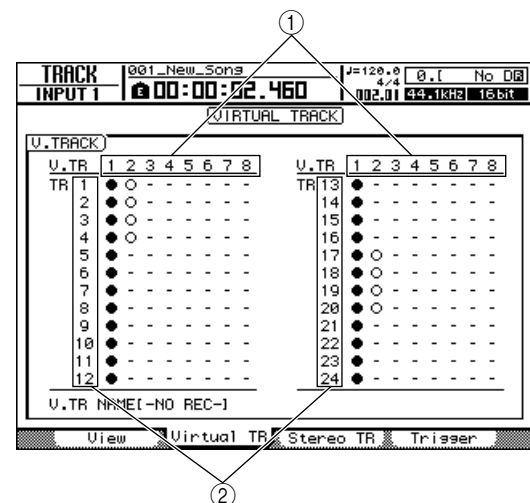 ①
TRACK 001_New_Song ♩=120.0 4/4 0.[ No DB
INPUT 1 E 00:00:02.460 002.01 44.1kHz 16bit
VIRTUAL TRACK
V.TRACK
V.TR 1 2 3 4 5 6 7 8
TR 1 ● ○ - - - - - -
2 ● ○ - - - - - -
3 ● ○ - - - - - -
4 ● ○ - - - - - -
5 ● - - - - - - -
6 ● - - - - - - -
7 ● - - - - - - -
8 ● - - - - - - -
9 ● - - - - - - -
10 ● - - - - - - -
11 ● - - - - - - -
12 ● - - - - - - -
V.TR 1 2 3 4 5 6 7 8
TR 13 ● - - - - - - -
14 ● - - - - - - -
15 ● - - - - - - -
16 ● - - - - - - -
17 ● ○ - - - - - -
18 ● ○ - - - - - -
19 ● ○ - - - - - -
20 ● ○ - - - - - -
21 ● - - - - - - -
22 ● - - - - - - -
23 ● - - - - - - -
24 ● - - - - - - -
V.TR NAME[-NO REC-]
View Virtual TR Stereo TR Trigger
②